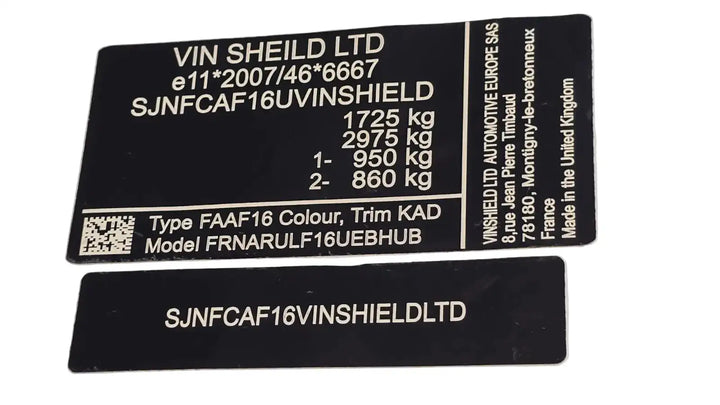 VIN SHEILD LTD
e11*2007/46*6667
SJNFCAF16UVINSHIELD
1725 kg
2975 kg
1- 950 kg
2- 860 kg
Type FAAF16 Colour, Trim KAD
Model FRNARULF16UEBHUB
VINSHIELD LTD AUTOMOTIVE EUROPE SAS
8,rue Jean Pierre Timbaud
78180, Montigny-le-bretonneux
France
Made in the United Kingdom
SJNFCAF16VINSHIELDLTD